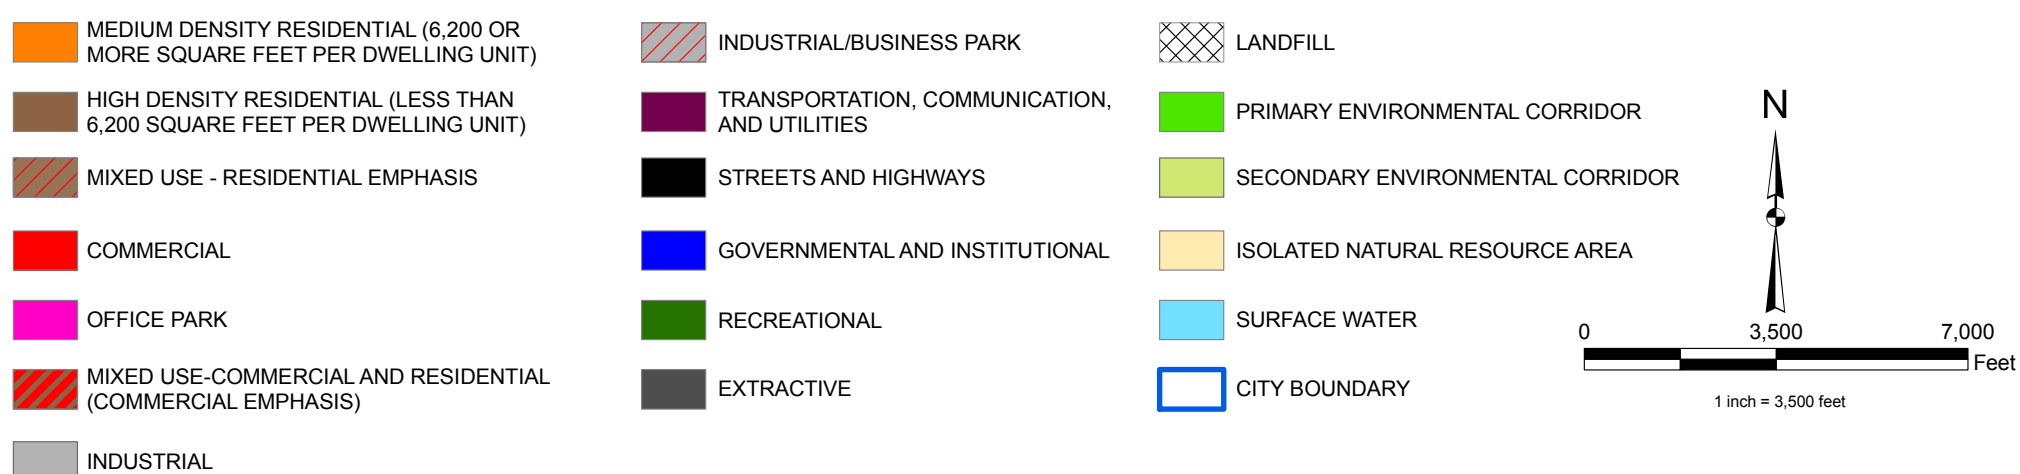 MEDIUM DENSITY RESIDENTIAL (6,200 OR
MORE SQUARE FEET PER DWELLING UNIT)
HIGH DENSITY RESIDENTIAL (LESS THAN
6,200 SQUARE FEET PER DWELLING UNIT)
MIXED USE - RESIDENTIAL EMPHASIS
COMMERCIAL
OFFICE PARK
MIXED USE-COMMERCIAL AND RESIDENTIAL
(COMMERCIAL EMPHASIS)
INDUSTRIAL
INDUSTRIAL/BUSINESS PARK
TRANSPORTATION, COMMUNICATION,
AND UTILITIES
STREETS AND HIGHWAYS
GOVERNMENTAL AND INSTITUTIONAL
RECREATIONAL
EXTRACTIVE
LANDFILL
PRIMARY ENVIRONMENTAL CORRIDOR
SECONDARY ENVIRONMENTAL CORRIDOR
ISOLATED NATURAL RESOURCE AREA
SURFACE WATER
CITY BOUNDARY
N
0 3,500 7,000
Feet
1 inch = 3,500 feet